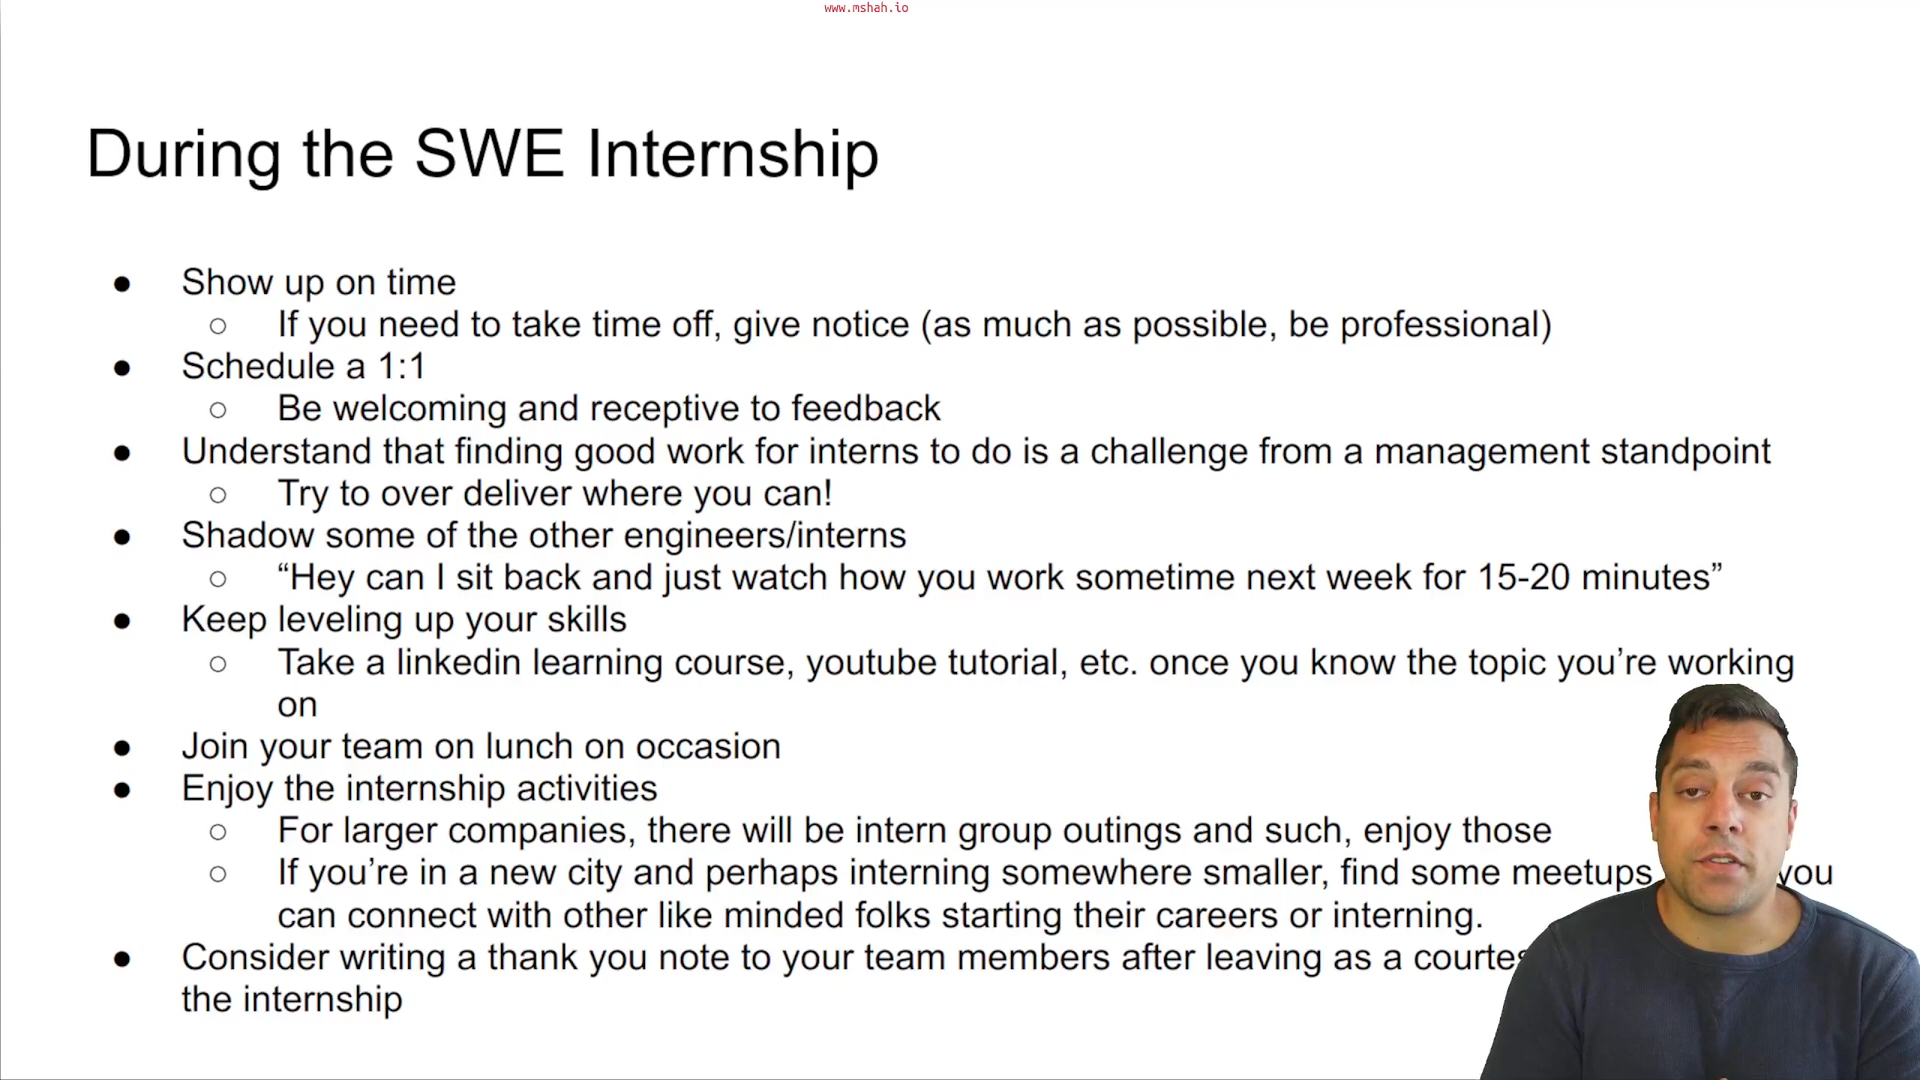 www.mshah.io
During the SWE Internship
● Show up on time
○ If you need to take time off, give notice (as much as possible, be professional)
● Schedule a 1:1
○ Be welcoming and receptive to feedback
● Understand that finding good work for interns to do is a challenge from a management standpoint
○ Try to over deliver where you can!
● Shadow some of the other engineers/interns
○ “Hey can I sit back and just watch how you work sometime next week for 15-20 minutes”
● Keep leveling up your skills
○ Take a linkedin learning course, youtube tutorial, etc. once you know the topic you’re working
on
● Join your team on lunch on occasion
● Enjoy the internship activities
○ For larger companies, there will be intern group outings and such, enjoy those
○ If you’re in a new city and perhaps interning somewhere smaller, find some meetups you
can connect with other like minded folks starting their careers or interning.
● Consider writing a thank you note to your team members after leaving as a
the internship